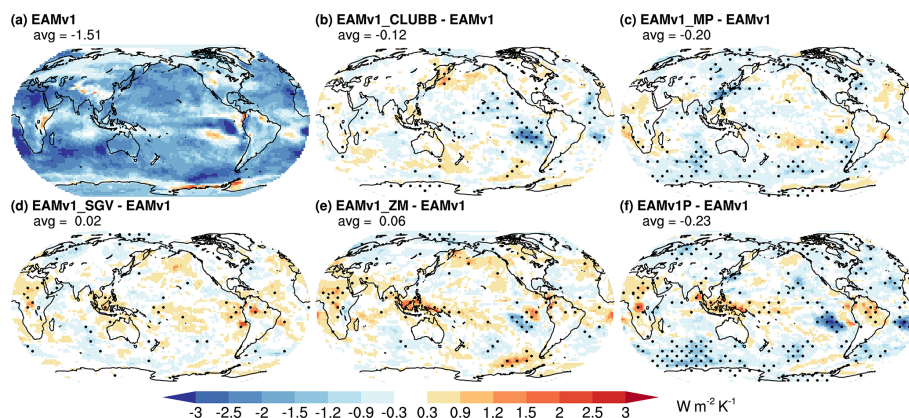 (a) EAMv1
avg = -1.51
(b) EAMv1_CLUBB - EAMv1
avg = -0.12
(c) EAMv1_MP - EAMv1
avg = -0.20
(d) EAMv1_SGV - EAMv1
avg = 0.02
(e) EAMv1_ZM - EAMv1
avg = 0.06
(f) EAMv1P - EAMv1
avg = -0.23
-3 -2.5 -2 -1.5 -1.2 -0.9 -0.3 0.3 0.9 1.2 1.5 2 2.5 3 W m⁻² K⁻¹